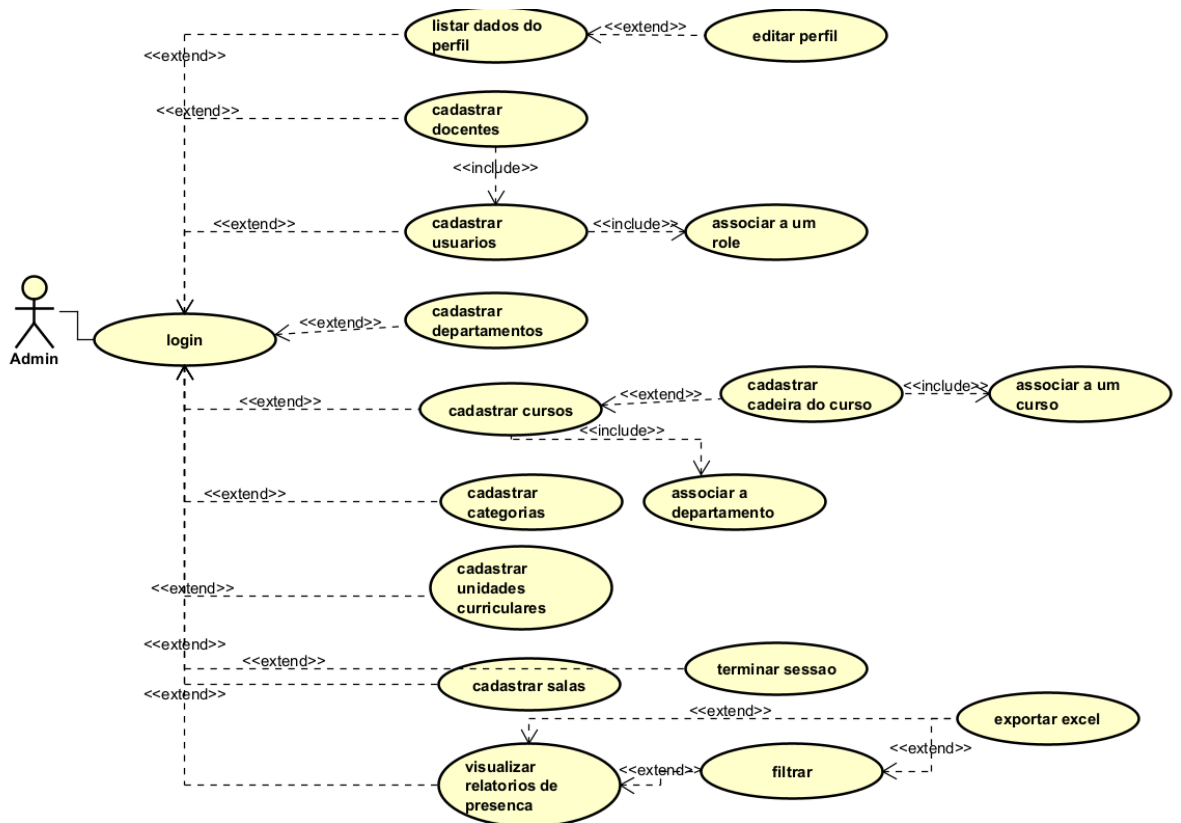 listar dados do
perfil
<<extend>>
editar perfil
<<extend>>
cadastrar
docentes
<<extend>>
<<include>>
cadastrar
usuarios
<<extend>>
<<include>>
associar a um
role
Admin
login
<<extend>>
cadastrar
departamentos
<<extend>>
cadastrar cursos
<<extend>>
cadastrar
cadeira do curso
<<include>>
associar a um
curso
<<include>>
associar a
departamento
<<extend>>
cadastrar
categorias
<<extend>>
cadastrar
unidades
curriculares
<<extend>>
<<extend>>
terminar sessao
cadastrar salas
<<extend>>
<<extend>>
exportar excel
<<extend>>
visualizar
relatorios de
presenca
<<extend>>
filtrar